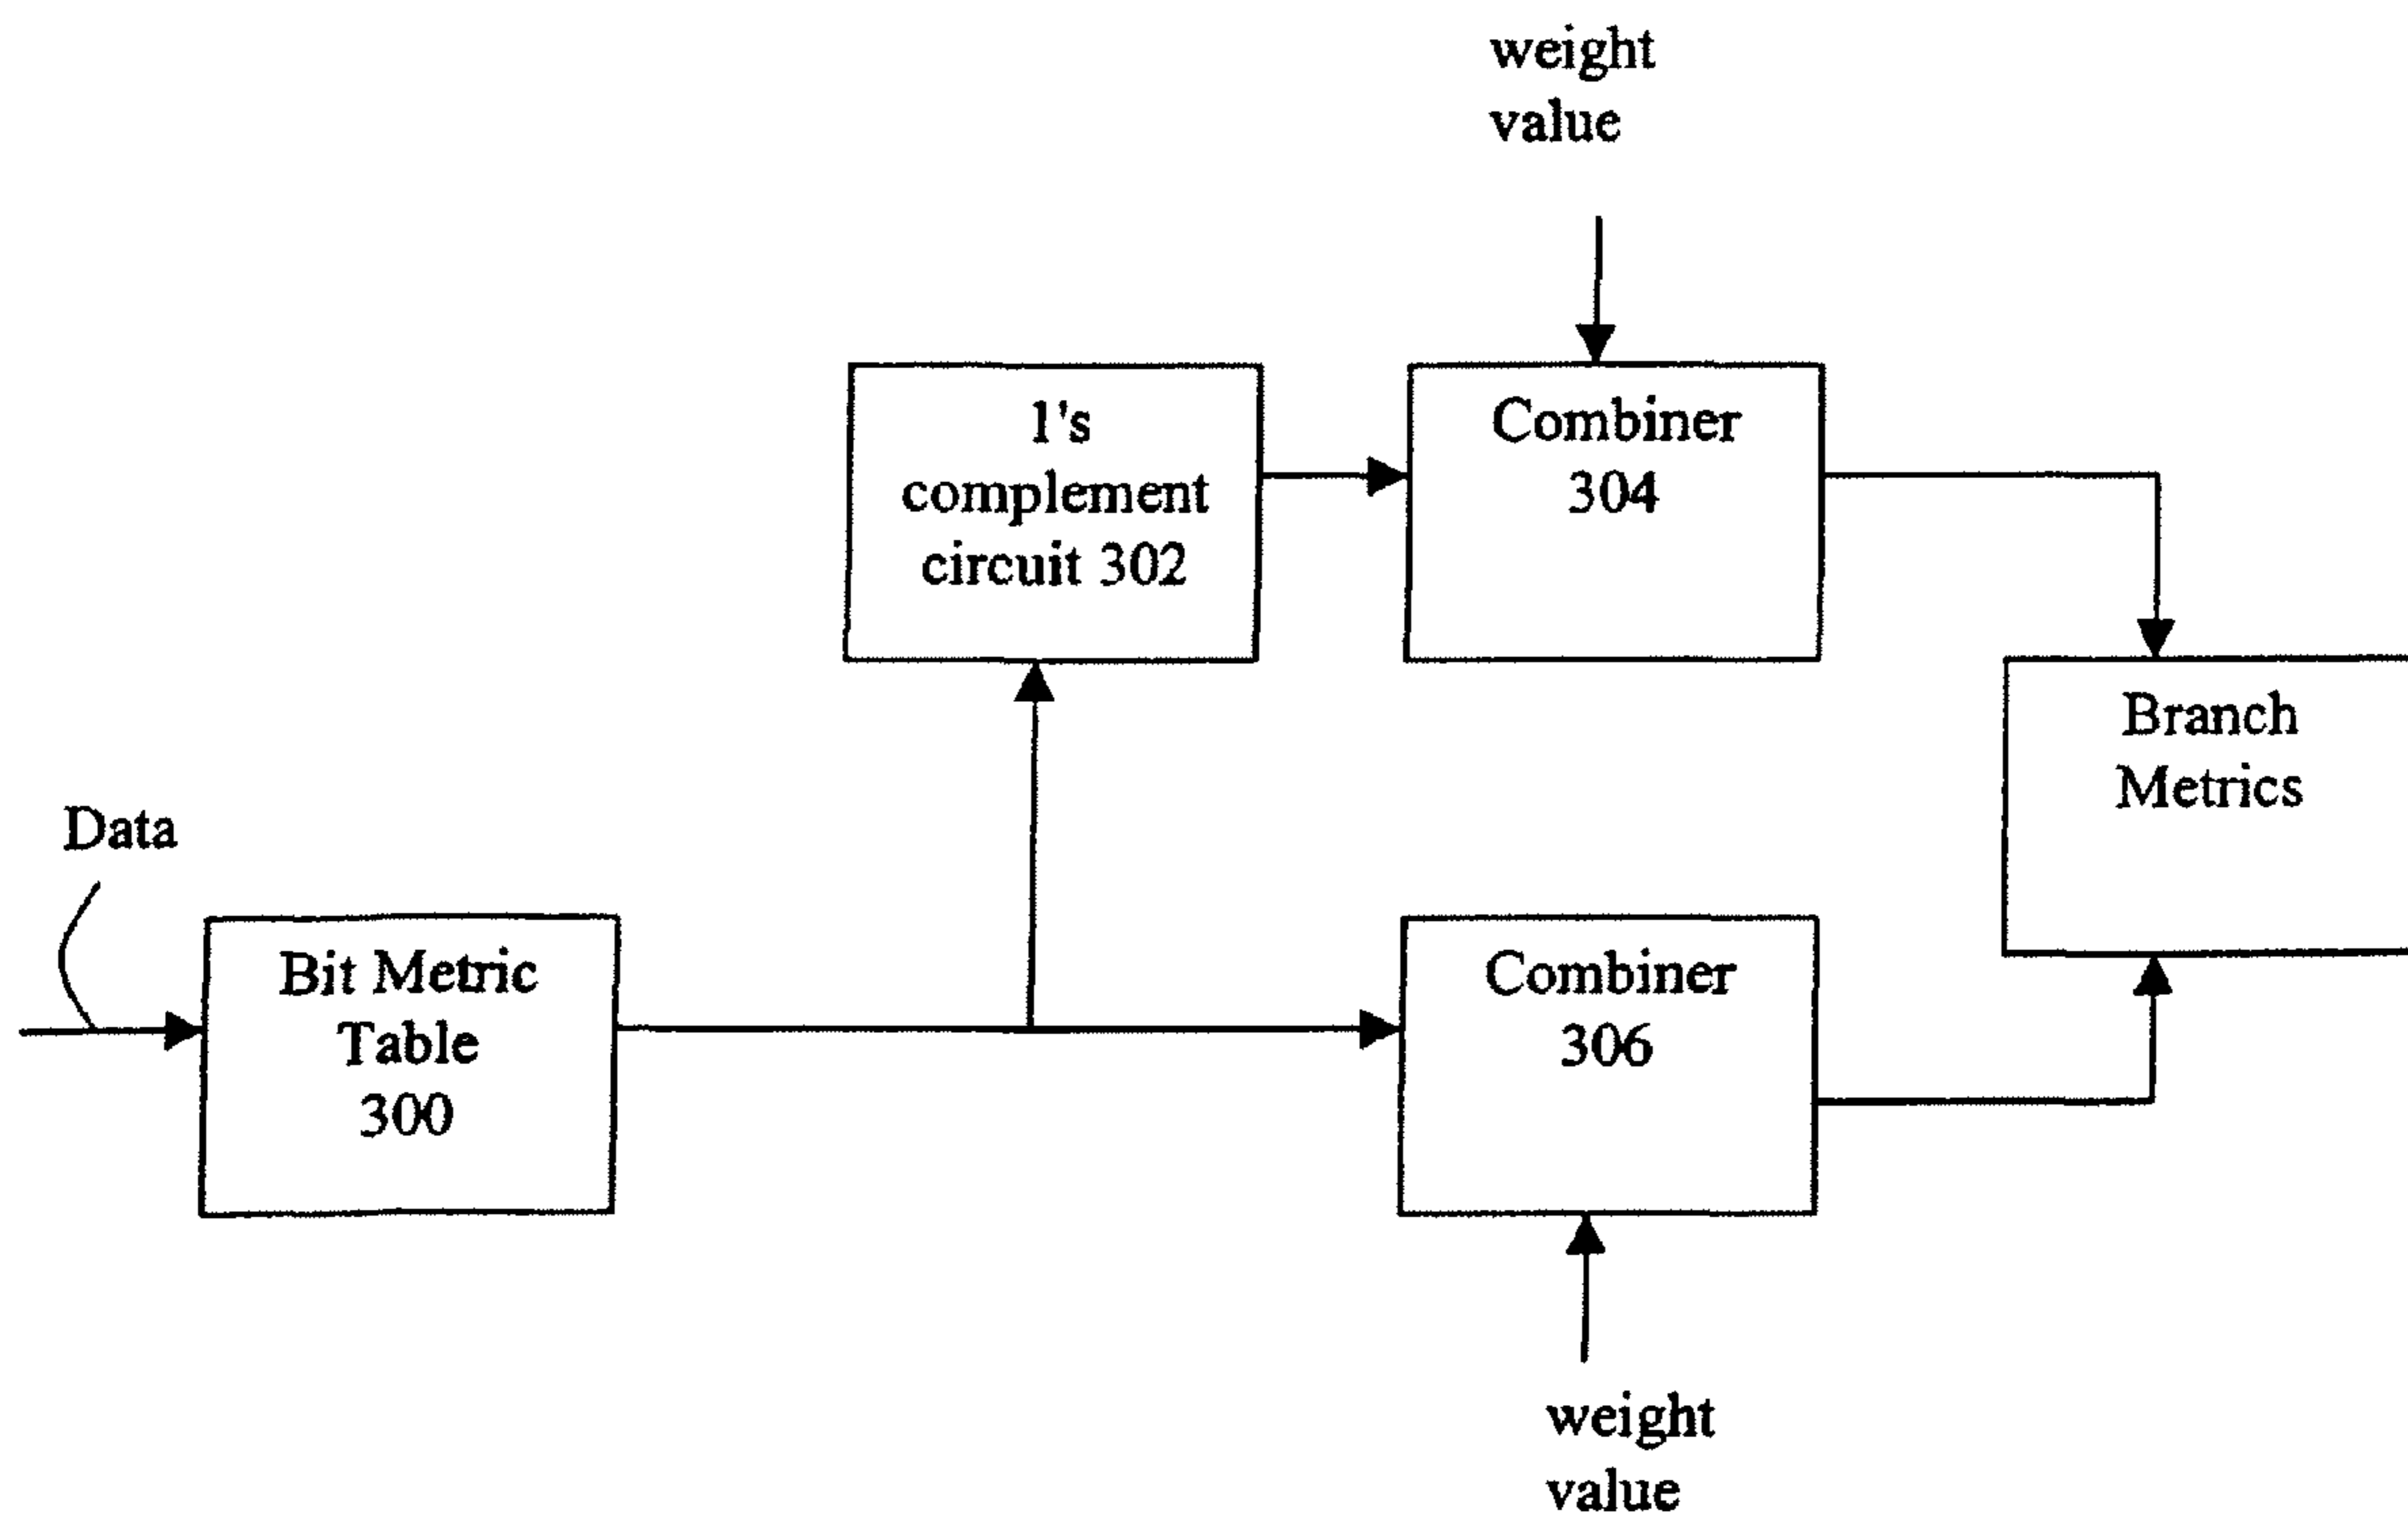 weight
value
1's
complement
circuit 302
Combiner
304
Branch
Metrics
Data
Bit Metric
Table
300
Combiner
306
weight
value